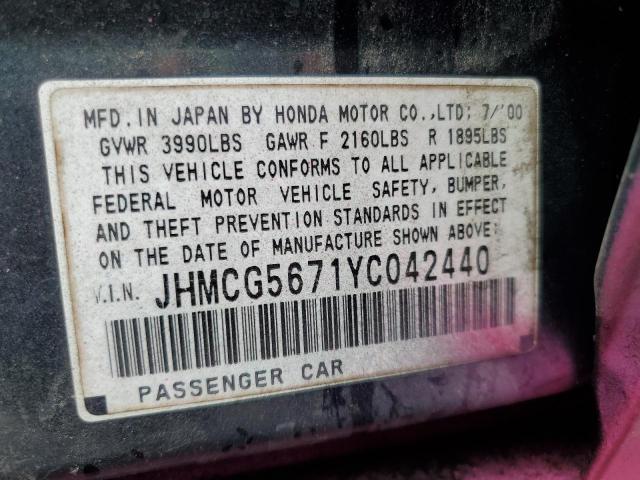 MFD.IN JAPAN BY HONDA MOTOR CO.,LTD: 7/'00
GVWR 3990LBS GAWR F 2160LBS R 1895LBS
THIS VEHICLE CONFORMS TO ALL APPLICABLE
FEDERAL MOTOR VEHICLE SAFETY, BUMPER,
AND THEFT PREVENTION STANDARDS IN EFFECT
ON THE DATE OF MANUFACTURE SHOWN ABOVE:
V.I.N. JHMCG5671YC042440
PASSENGER CAR